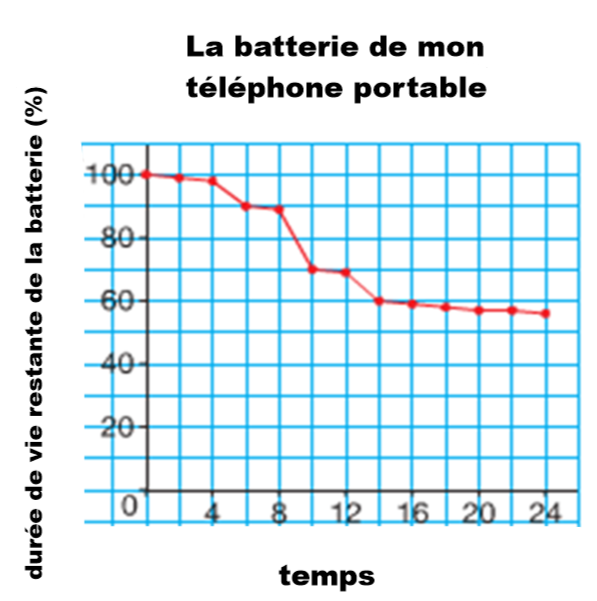 La batterie de mon
téléphone portable
durée de vie restante de la batterie (%)
100
80
60
40
20
0
4 8 12 16 20 24
temps